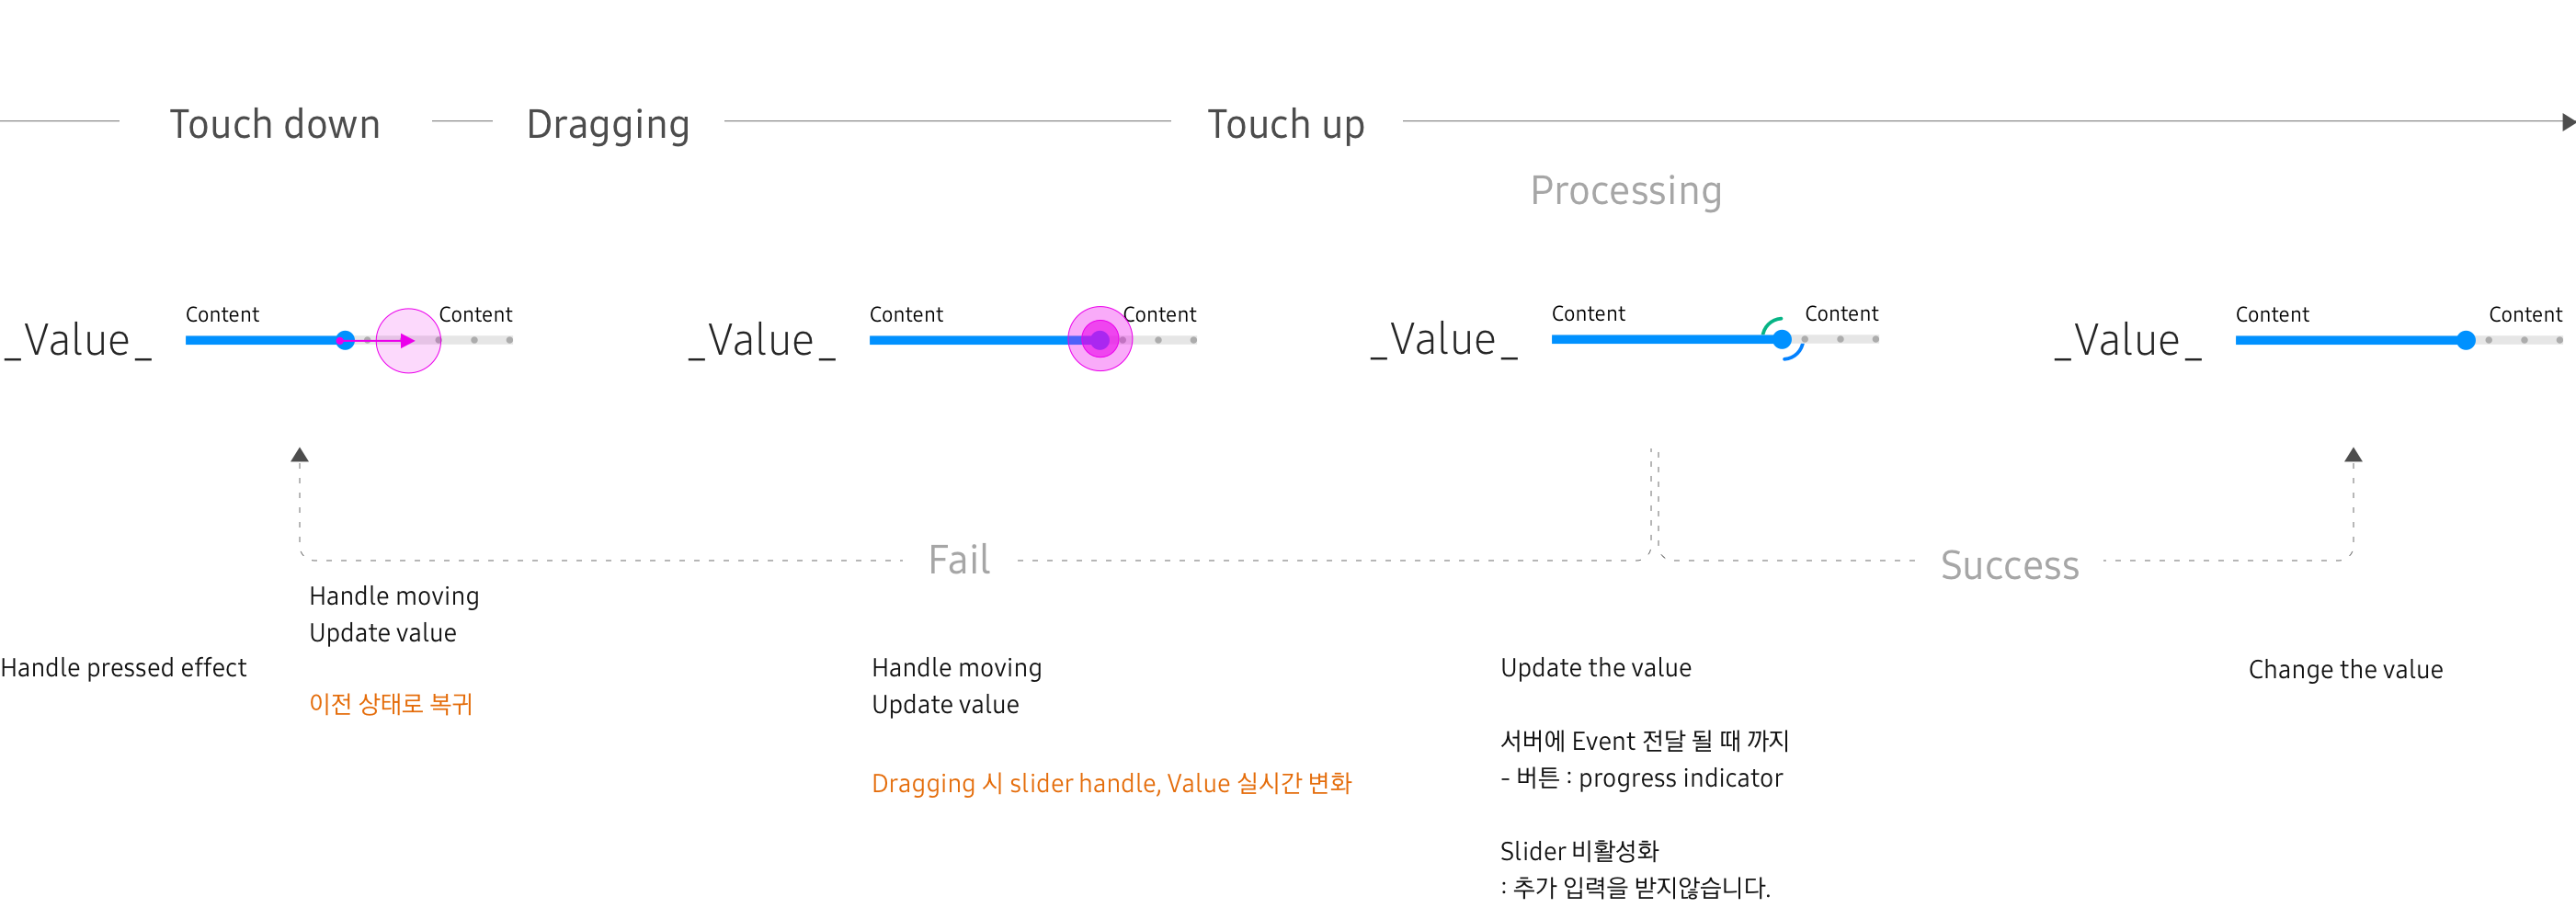 Touch down
Dragging
Touch up
Processing
_Value_
Content
Content
_Value_
Content
Content
_Value_
Content
Content
_Value_
Content
Content
Fail
Success
Handle pressed effect
Handle moving
Update value
이전 상태로 복귀
Handle moving
Update value
Dragging 시 slider handle, Value 실시간 변화
Update the value
서버에 Event 전달 될 때 까지
- 버튼 : progress indicator
Slider 비활성화
: 추가 입력을 받지않습니다.
Change the value